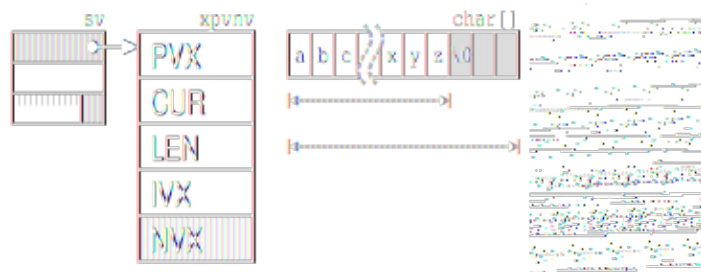 sv xpvnv char[]
PVX a b c x y z \0
CUR
LEN
IVX
NVX